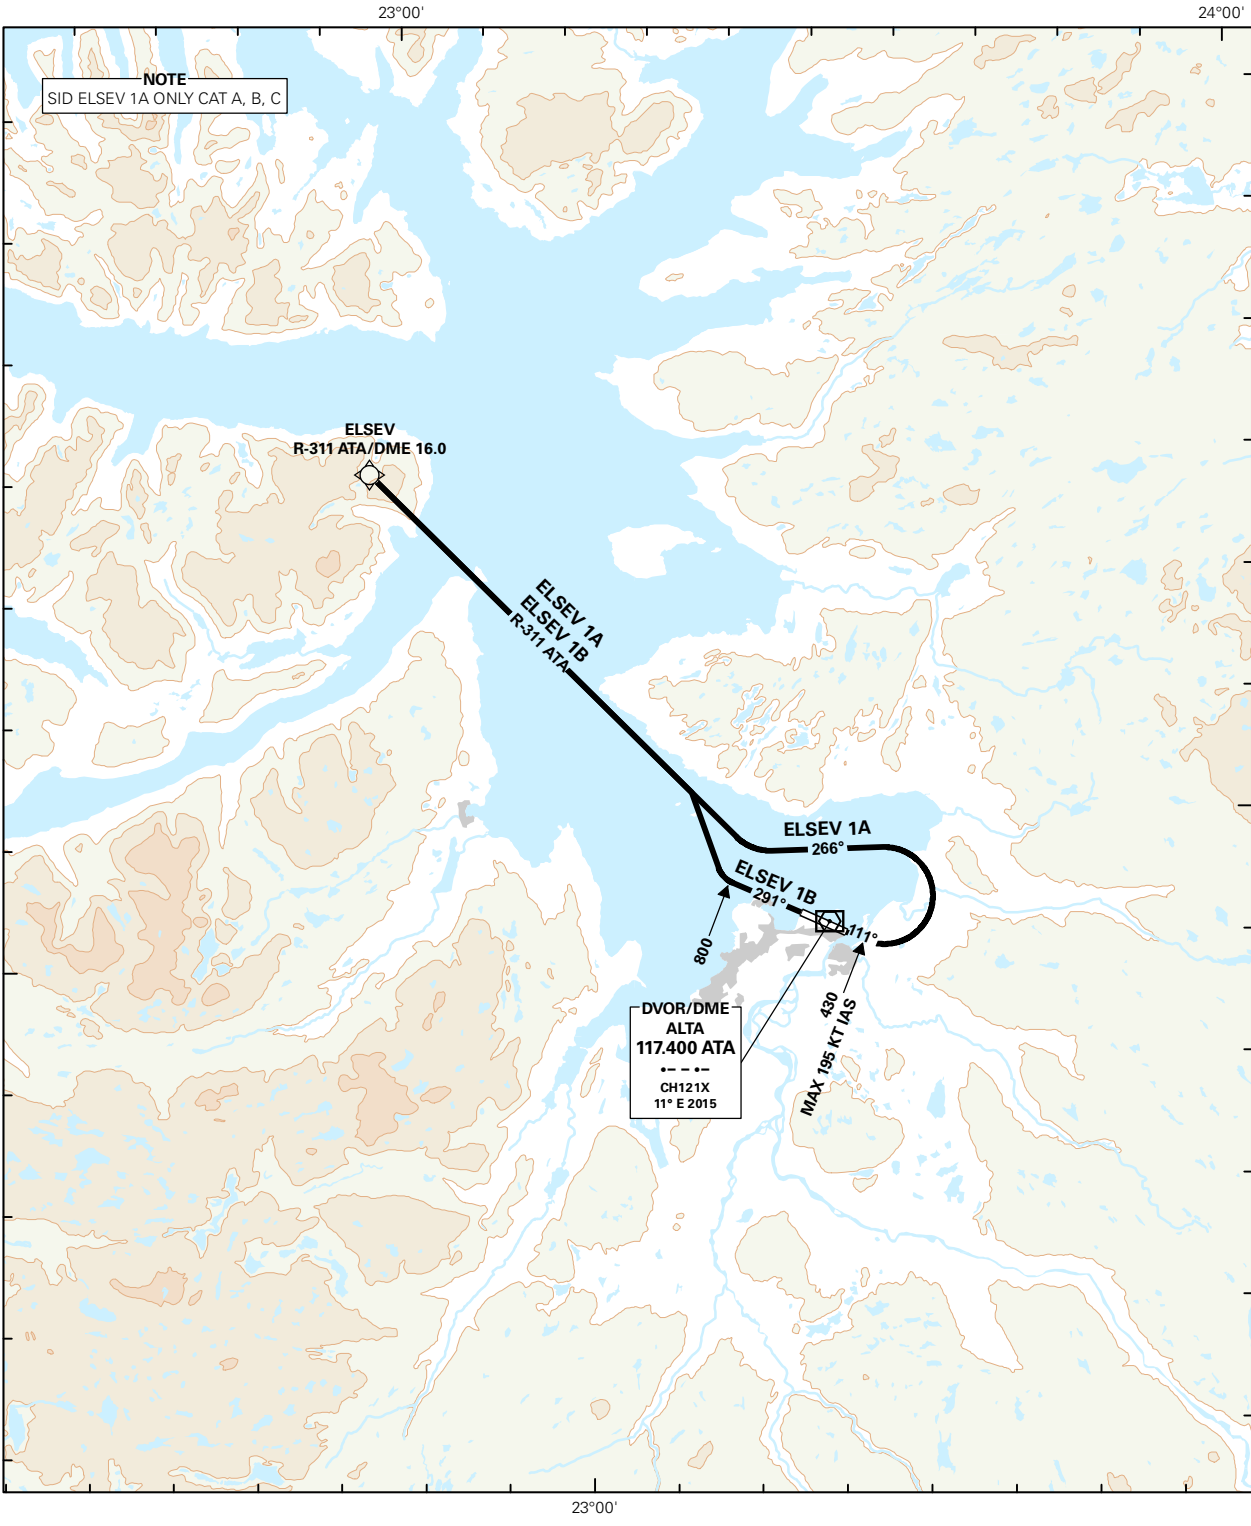 23°00'
24°00'
NOTE
SID ELSEV 1A ONLY CAT A, B, C
ELSEV
R-311 ATA/DME 16.0
ELSEV 1A
ELSEV 1B
R-311 ATA
ELSEV 1A
266°
ELSEV 1B
291°
111°
800
430
MAX 195 KT IAS
DVOR/DME
ALTA
117.400 ATA
CH121X
11° E 2015
23°00'